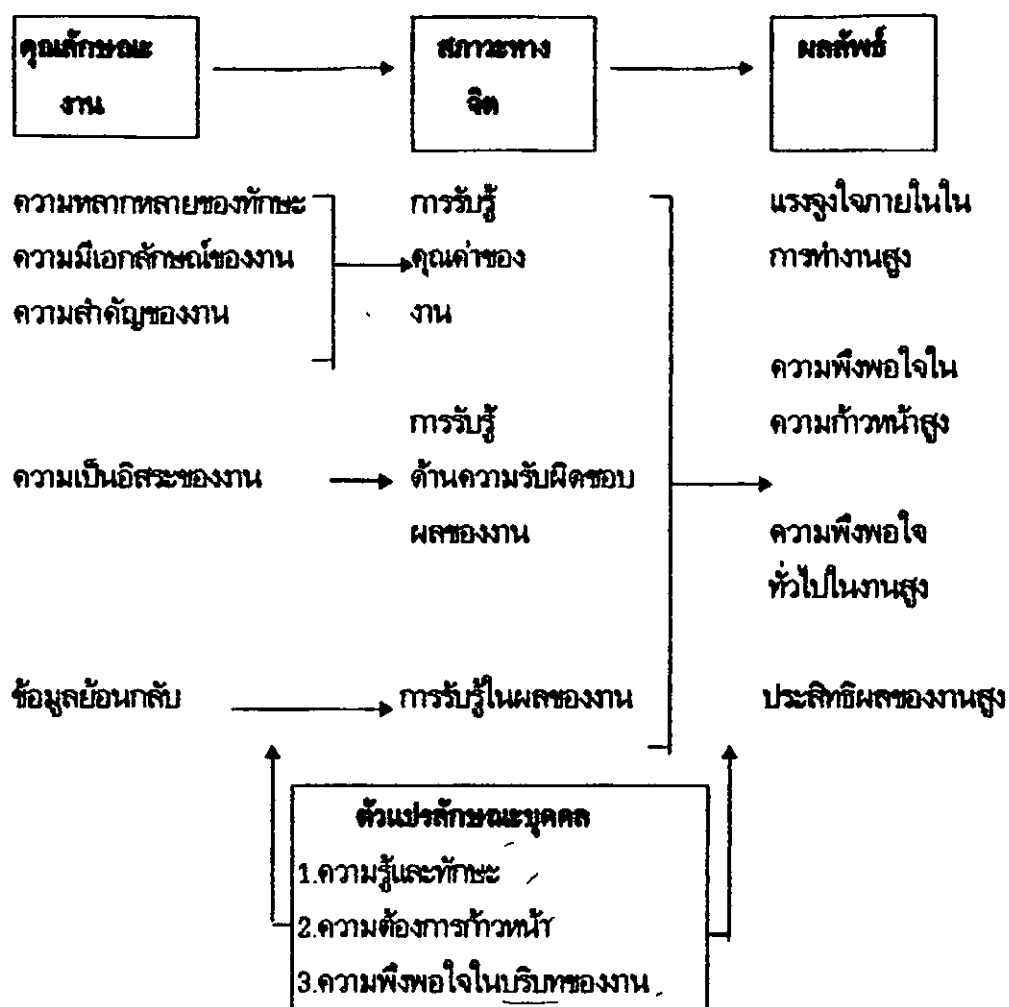 คุณลักษณะ
งาน
สภาวะทาง
จิต
ผลลัพธ์
ความหลากหลายของทักษะ
ความมีเอกลักษณ์ของงาน
ความสำคัญของงาน
การรับรู้
คุณค่าของ
งาน
แรงจูงใจภายในใน
การทำงานสูง
ความพึงพอใจใน
ความก้าวหน้าสูง
ความเป็นอิสระของงาน
การรับรู้
ด้านความรับผิดชอบ
ผลของงาน
ความพึงพอใจ
ทั่วไปในงานสูง
ข้อมูลย้อนกลับ
การรับรู้ในผลของงาน
ประสิทธิผลของงานสูง
ตัวแปรลักษณะบุคคล
1.ความรู้และทักษะ
2.ความต้องการก้าวหน้า
3.ความพึงพอใจในบริบทของงาน